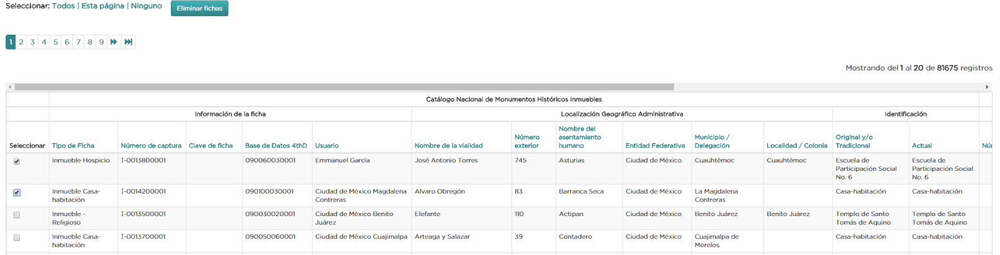 Seleccionar: Todos | Esta página | Ninguno Eliminar fichas
1 2 3 4 5 6 7 8 9
Mostrando del 1 al 20 de 81675 registros
Catálogo Nacional de Monumentos Históricos Inmuebles
Información de la ficha Localización Geográfico Administrativa Identificación
Seleccionar Tipo de Ficha Número de captura Clave de ficha Base de Datos 4thD Usuario Nombre de la vialidad Número exterior Nombre del asentamiento humano Entidad Federativa Municipio / Delegación Localidad / Colonia Original y/o Tradicional Actual
Inmueble Hospicio I-0013800001 090060030001 Emmanuel García José Antonio Torres 745 Asturias Ciudad de México Cuauhtémoc Cuauhtémoc Escuela de Participación Social No. 6 Escuela de Participación Social No. 6
Inmueble Casa-habitación I-0014200001 090100030001 Ciudad de México Magdalena Contreras Alvaro Obregón 83 Barranca Seca Ciudad de México La Magdalena Contreras Casa-habitación Casa-habitación
Inmueble - Religioso I-0013500001 090030020001 Ciudad de México Benito Juárez Elefante 110 Actipan Ciudad de México Benito Juárez Benito Juárez Templo de Santo Tomás de Aquino Templo de Santo Tomás de Aquino
Inmueble Casa-habitación I-0013700001 090050060001 Ciudad de México Cuajimalpa Arteaga y Salazar 39 Contadero Ciudad de México Cuajimalpa de Morelos Casa-habitación Casa-habitación